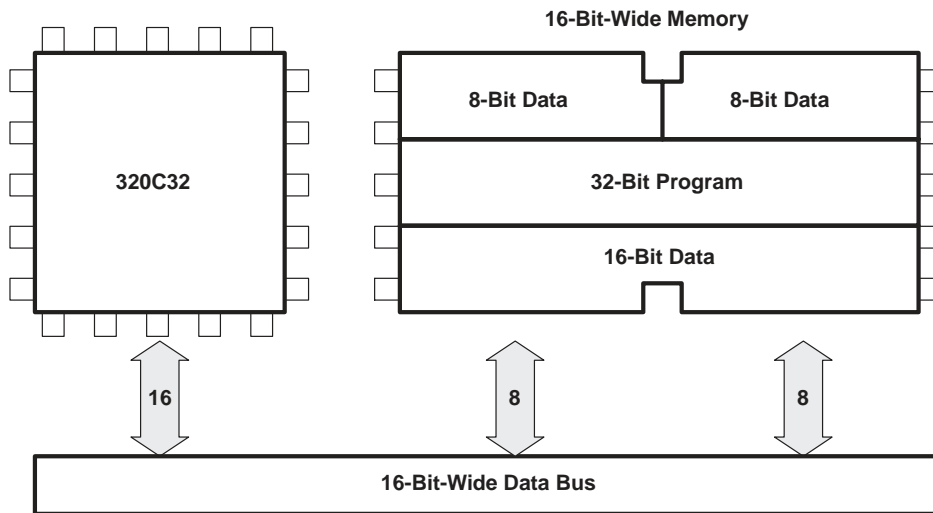 16-Bit-Wide Memory
8-Bit Data
8-Bit Data
320C32
32-Bit Program
16-Bit Data
16
8
8
16-Bit-Wide Data Bus